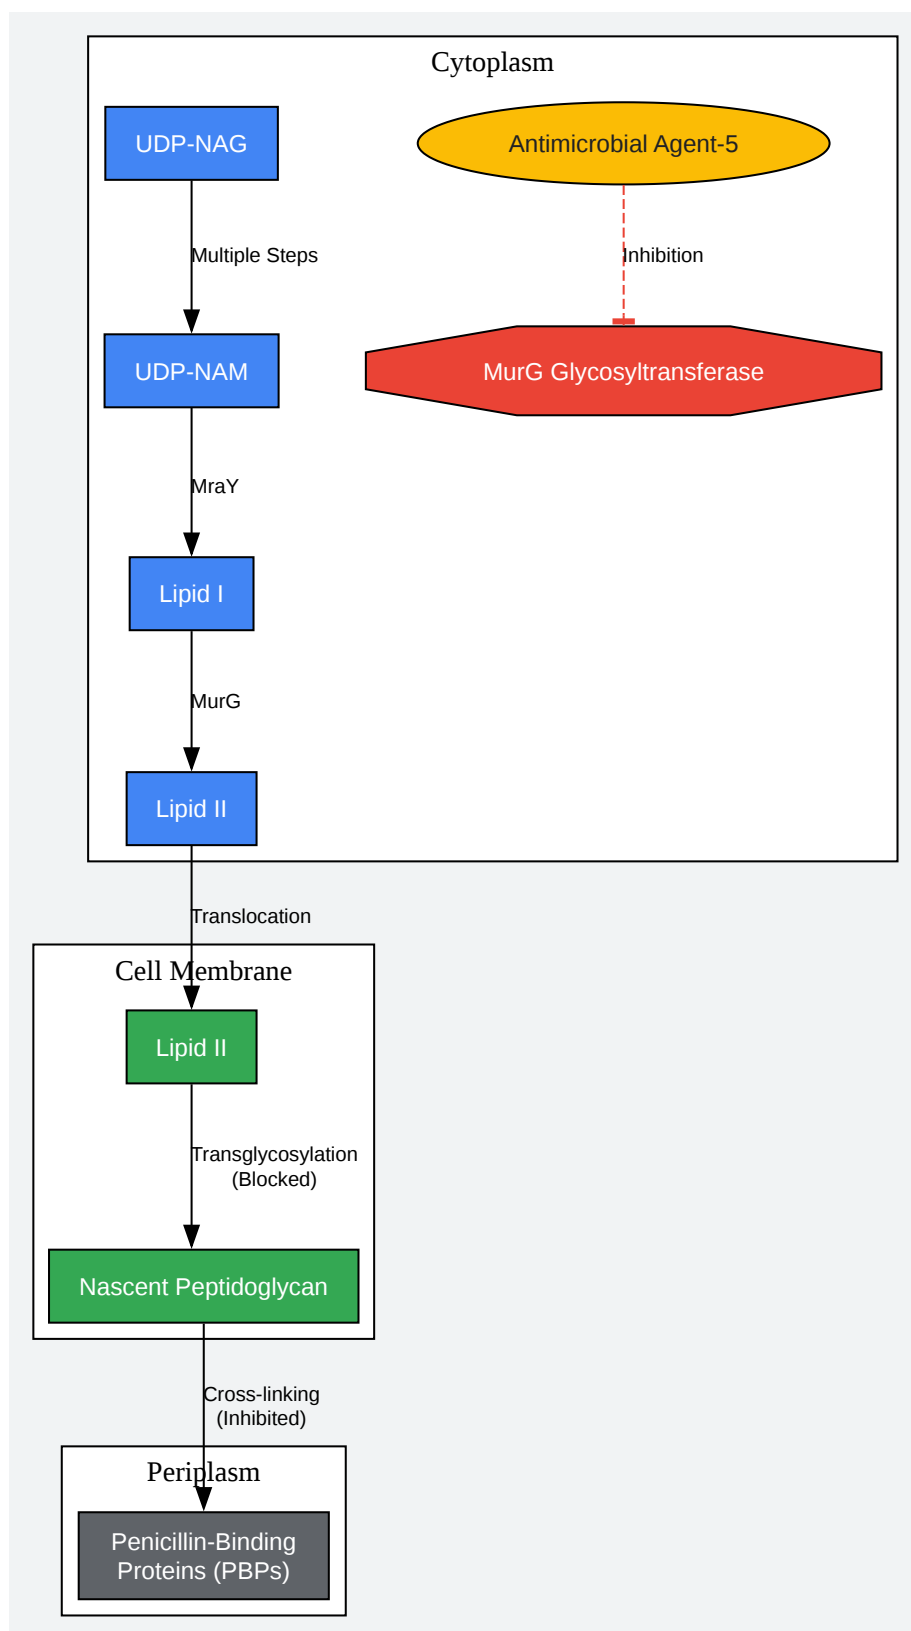 Cytoplasm
UDP-NAG
Antimicrobial Agent-5
Multiple Steps
Inhibition
UDP-NAM
MurG Glycosyltransferase
MraY
Lipid I
MurG
Lipid II
Translocation
Cell Membrane
Lipid II
Transglycosylation
(Blocked)
Nascent Peptidoglycan
Cross-linking
(Inhibited)
Periplasm
Penicillin-Binding
Proteins (PBPs)